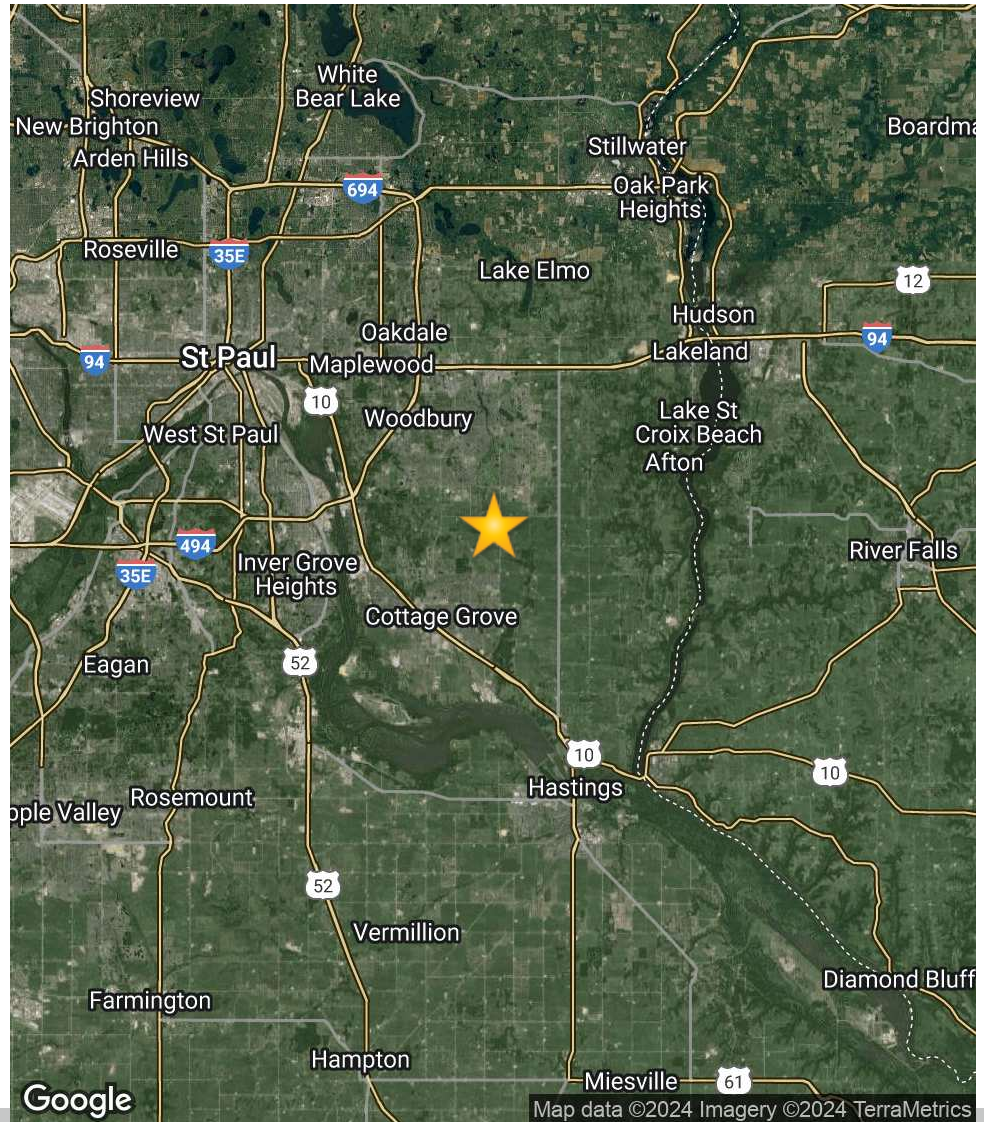 White
Bear Lake
Shoreview
New Brighton
Arden Hills
Boardma
Stillwater
Oak Park
Heights
694
Roseville
35E
Lake Elmo
12
Hudson
Oakdale
94
St Paul
Maplewood
Lakeland
94
10
Woodbury
Lake St
Croix Beach
West St Paul
Afton
494
35E
Inver Grove
Heights
River Falls
Cottage Grove
Eagan
52
10
10
Hastings
Rosemount
pple Valley
52
Vermillion
Diamond Bluff
Farmington
Hampton
Miesville
61
Google
Map data ©2024 Imagery ©2024 TerraMetrics